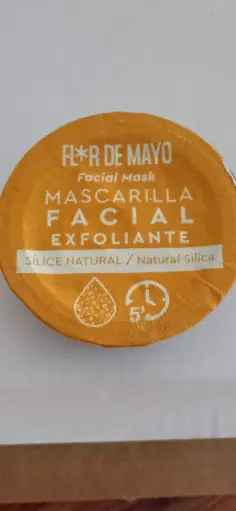 FL*R DE MAYO
Facial Mask
MASCARILLA
FACIAL
EXFOLIANTE
SÍLICE NATURAL / Natural Silica
5'